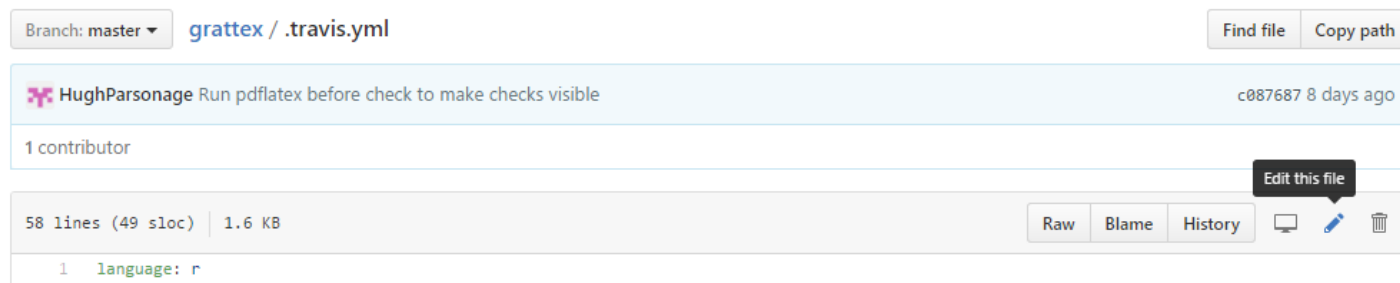 Branch: master grattex / .travis.yml Find file Copy path
HughParsonage Run pdflatex before check to make checks visible c087687 8 days ago
1 contributor
Edit this file
58 lines (49 sloc) 1.6 KB Raw Blame History
1 language: r